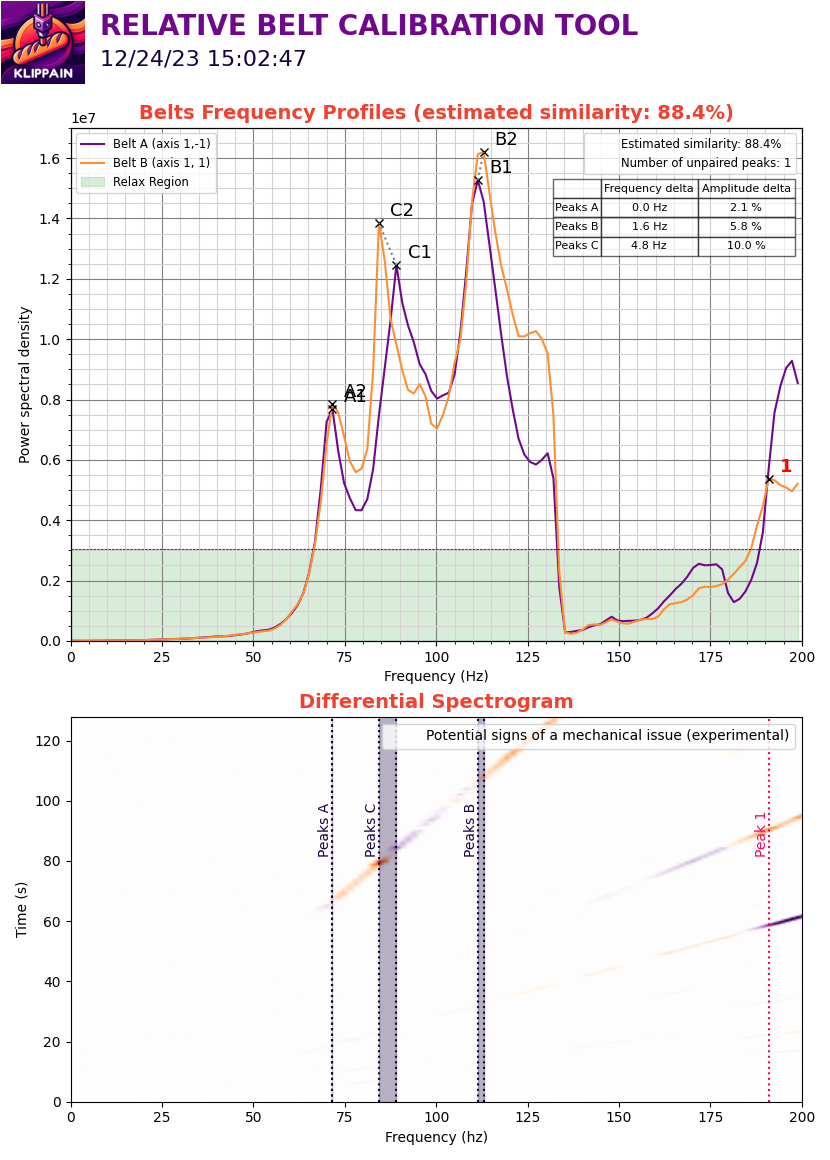 RELATIVE BELT CALIBRATION TOOL
12/24/23 15:02:47
KLIPPAIN
Belts Frequency Profiles (estimated similarity: 88.4%)
1e7
Belt A (axis 1,-1)
Belt B (axis 1, 1)
Relax Region
Estimated similarity: 88.4%
Number of unpaired peaks: 1
Frequency delta Amplitude delta
Peaks A 0.0 Hz 2.1 %
Peaks B 1.6 Hz 5.8 %
Peaks C 4.8 Hz 10.0 %
B2
B1
C2
C1
A2
A1
1
1.6
1.4
1.2
1.0
0.8
0.6
0.4
0.2
0.0
Power spectral density
0 25 50 75 100 125 150 175 200
Frequency (Hz)
Differential Spectrogram
Potential signs of a mechanical issue (experimental)
Peaks A
Peaks C
Peaks B
Peak 1
120
100
80
60
40
20
0
Time (s)
0 25 50 75 100 125 150 175 200
Frequency (hz)